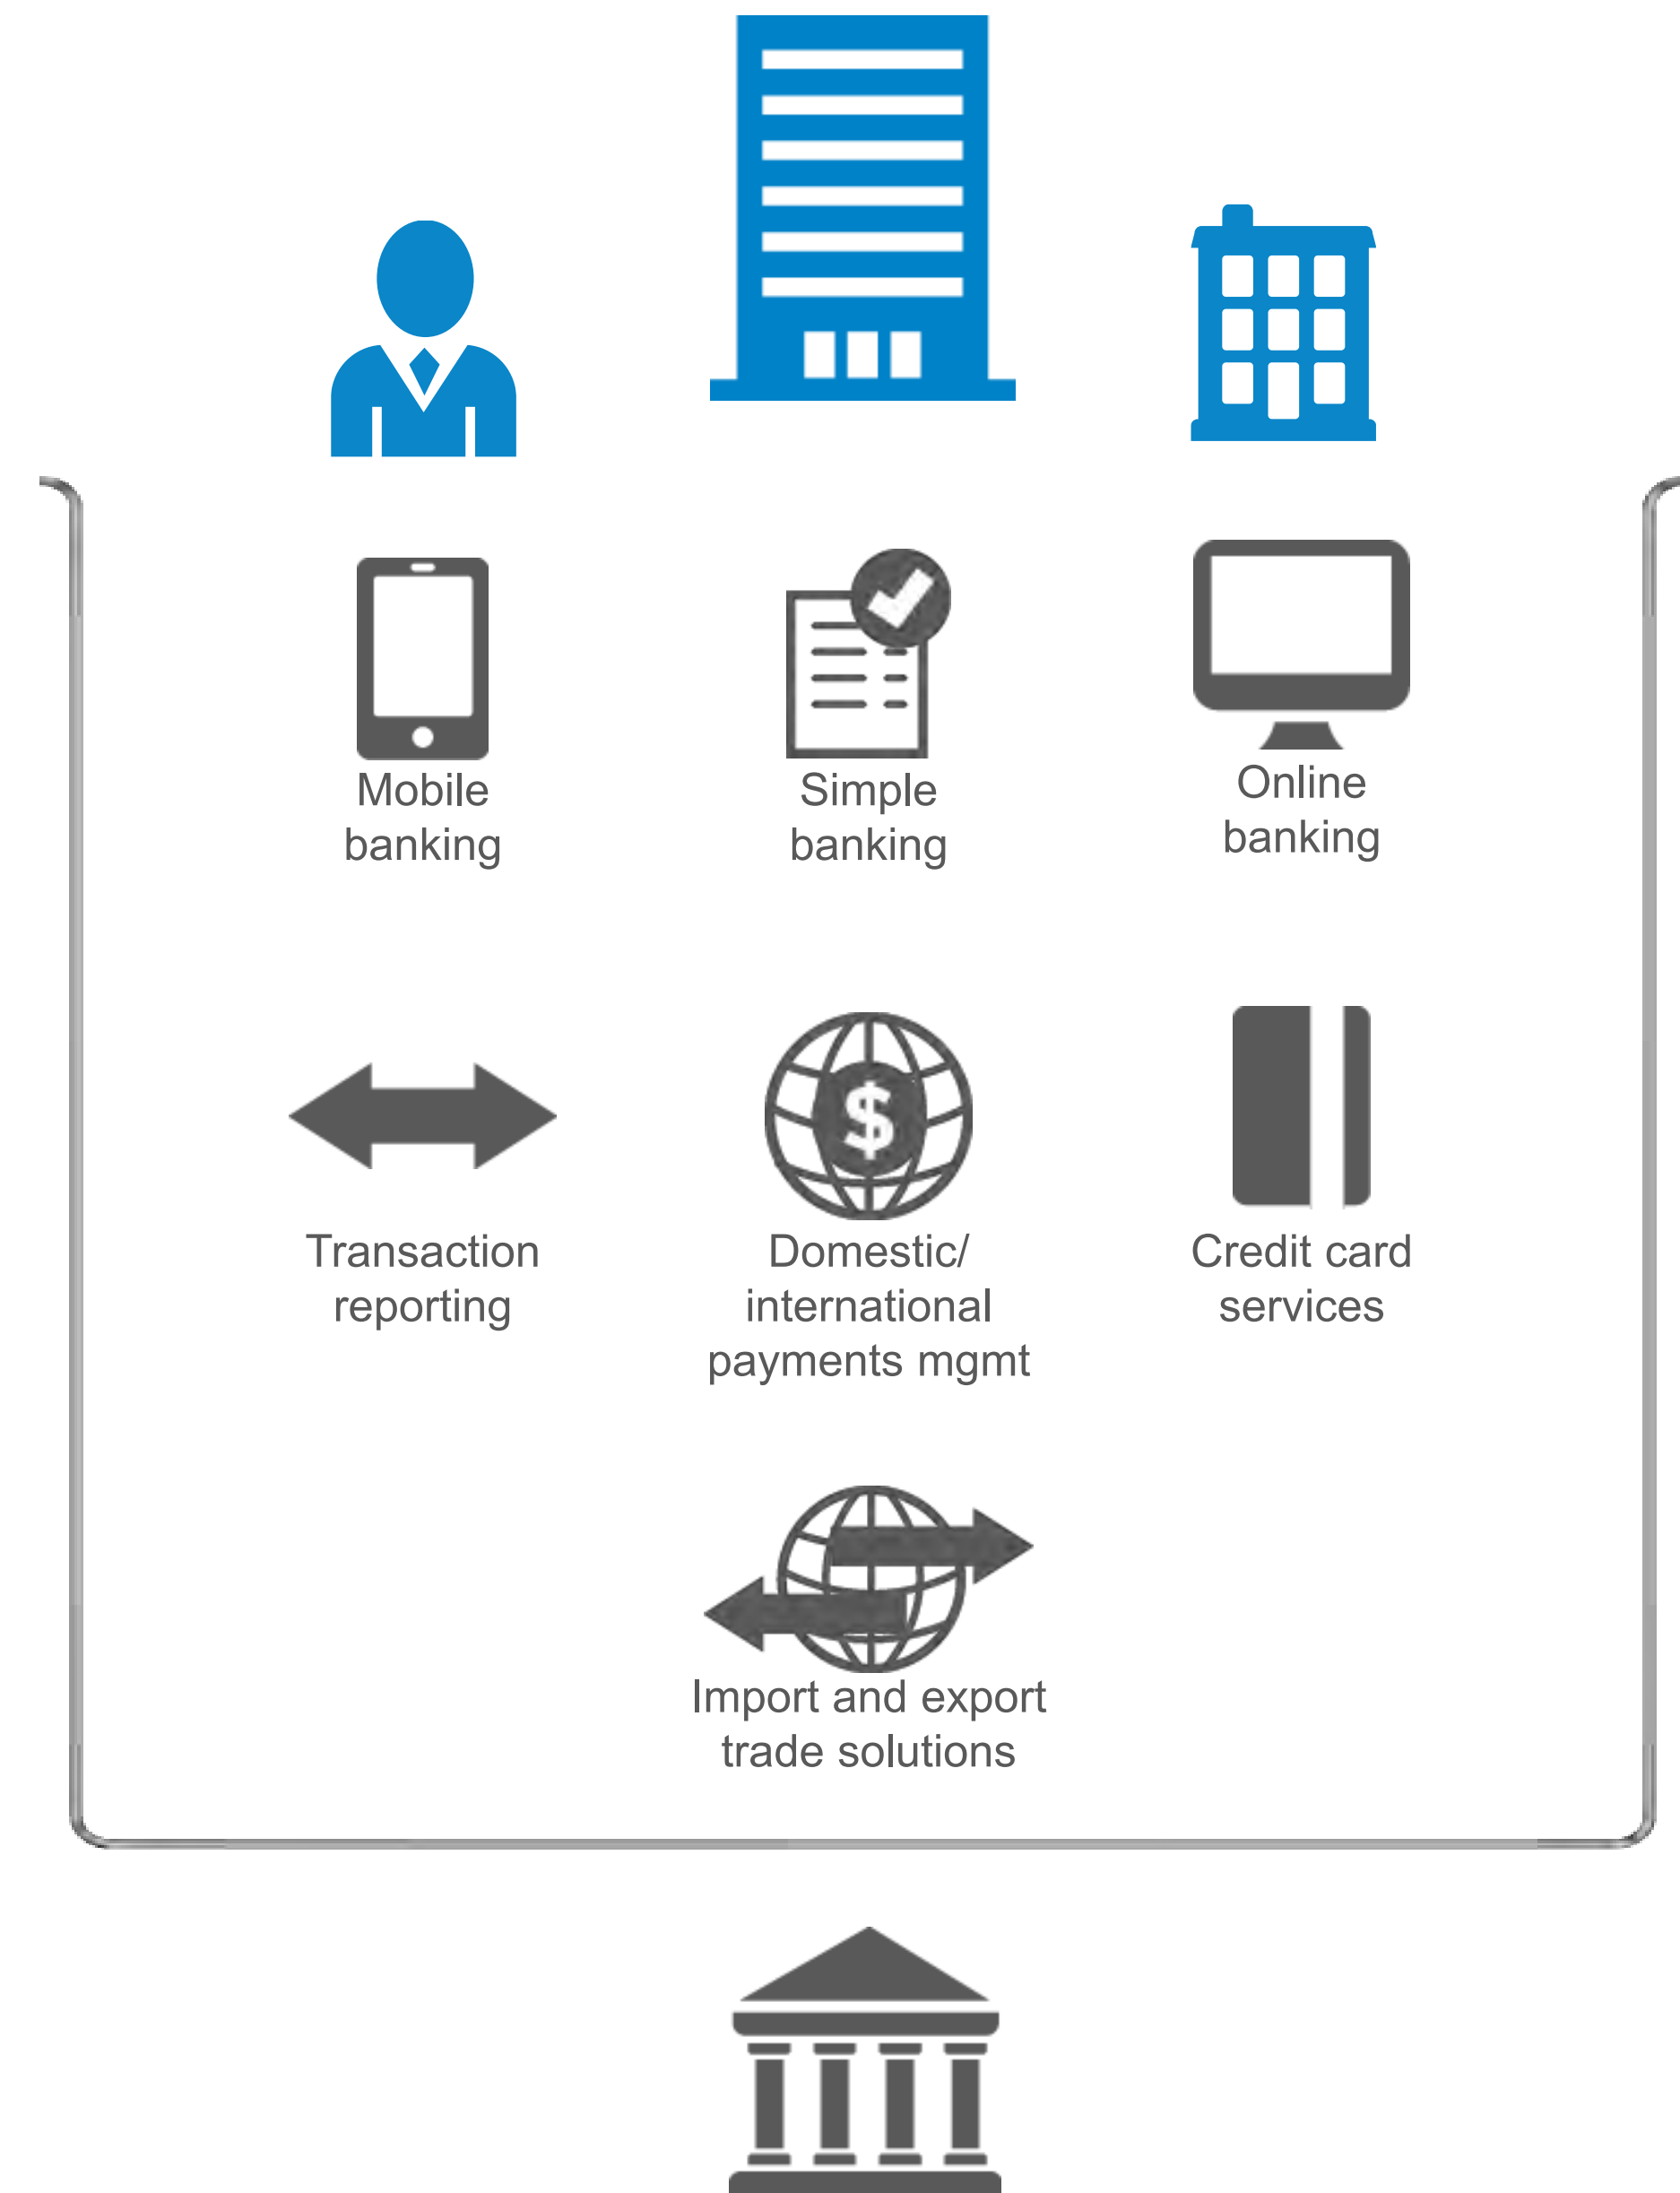 Mobile
banking
Simple
banking
Online
banking
$
Transaction
reporting
Domestic/
international
payments mgmt
Credit card
services
Import and export
trade solutions